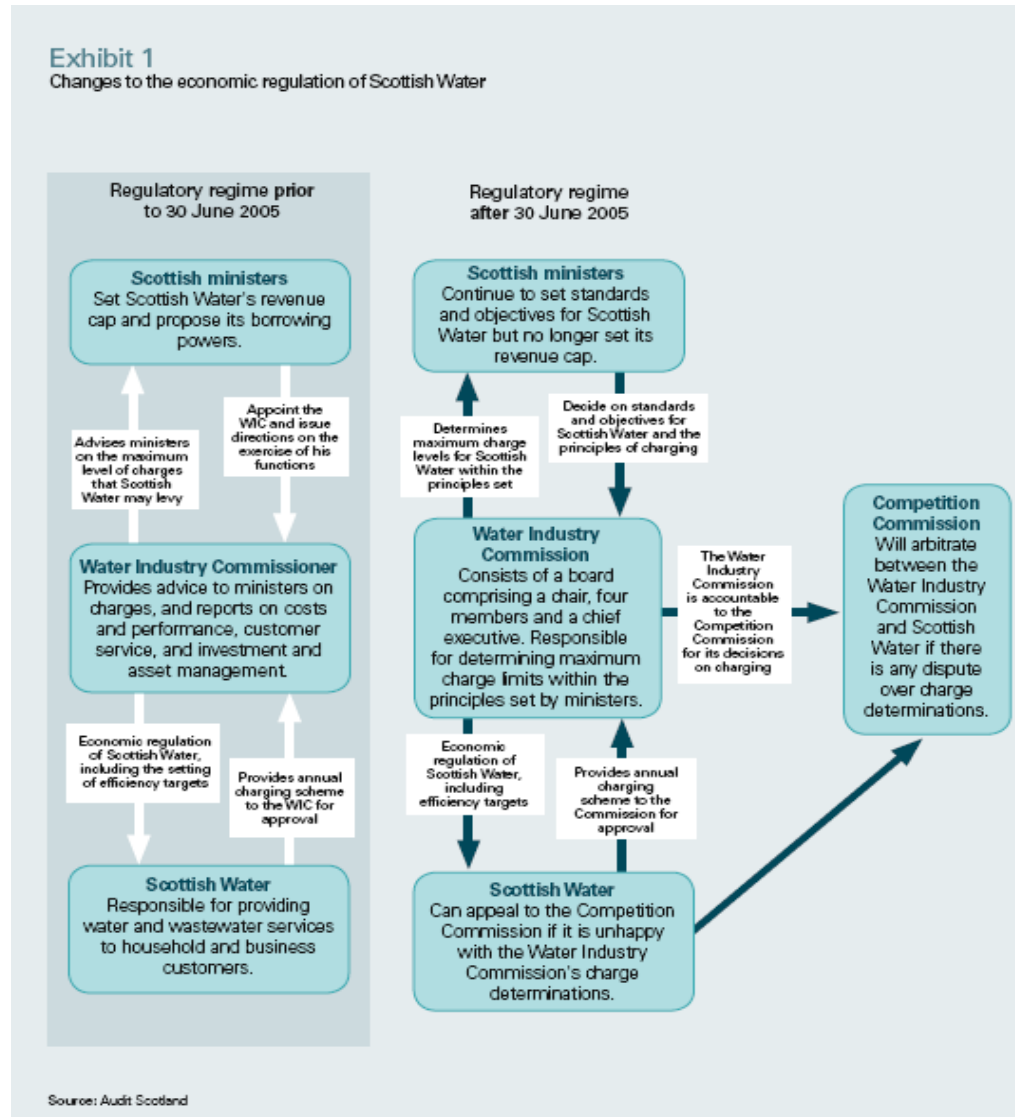 Exhibit 1
Changes to the economic regulation of Scottish Water
Regulatory regime prior
to 30 June 2005
Scottish ministers
Set Scottish Water's revenue
cap and propose its borrowing
powers.
Advises ministers
on the maximum
level of charges
that Scottish
Water may levy
Appoint the
WIC and issue
directions on the
exercise of his
functions
Water Industry Commissioner
Provides advice to ministers on
charges, and reports on costs
and performance, customer
service, and investment and
asset management.
Economic regulation
of Scottish Water,
including the setting
of efficiency targets
Provides annual
charging scheme
to the WIC for
approval
Scottish Water
Responsible for providing
water and wastewater services
to household and business
customers.
Regulatory regime
after 30 June 2005
Scottish ministers
Continue to set standards
and objectives for Scottish
Water but no longer set its
revenue cap.
Determines
maximum charge
levels for Scottish
Water within the
principles set
Decide on standards
and objectives for
Scottish Water and the
principles of charging
Water Industry
Commission
Consists of a board
comprising a chair, four
members and a chief
executive. Responsible
for determining maximum
charge limits within the
principles set by ministers.
The Water
Industry
Commission
is accountable
to the
Competition
Commission
for its decisions
on charging
Competition
Commission
Will arbitrate
between the
Water Industry
Commission
and Scottish
Water if there
is any dispute
over charge
determinations.
Economic
regulation of
Scottish Water,
including
efficiency targets
Provides annual
charging
scheme to the
Commission for
approval
Scottish Water
Can appeal to the Competition
Commission if it is unhappy
with the Water Industry
Commission's charge
determinations.
Source: Audit Scotland